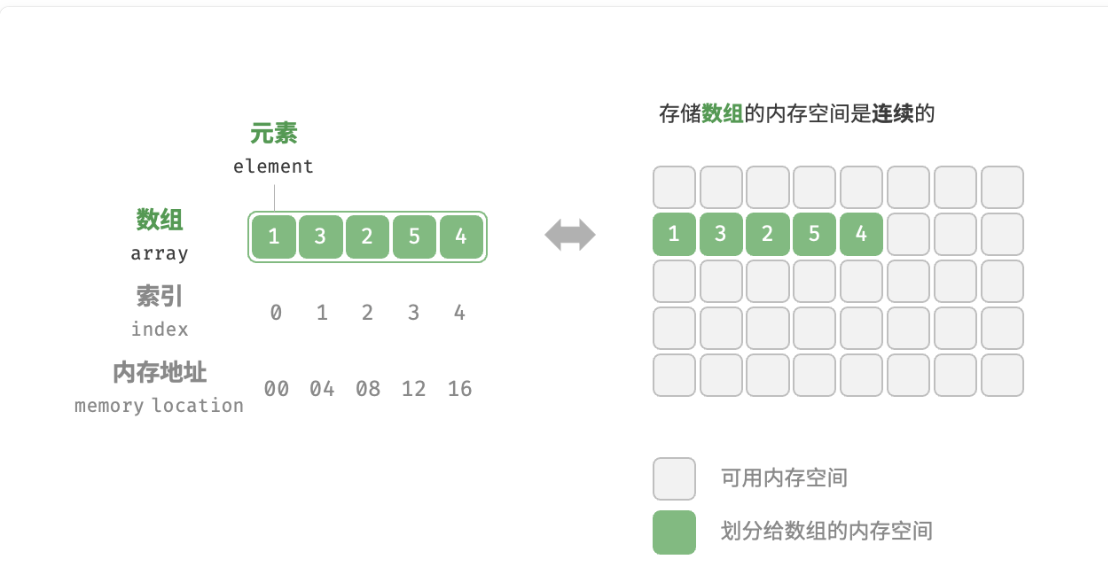 存储数组的内存空间是连续的
元素
element
数组
array
1 3 2 5 4
1 3 2 5 4
索引
index
0 1 2 3 4
内存地址
memory location
00 04 08 12 16
可用内存空间
划分给数组的内存空间